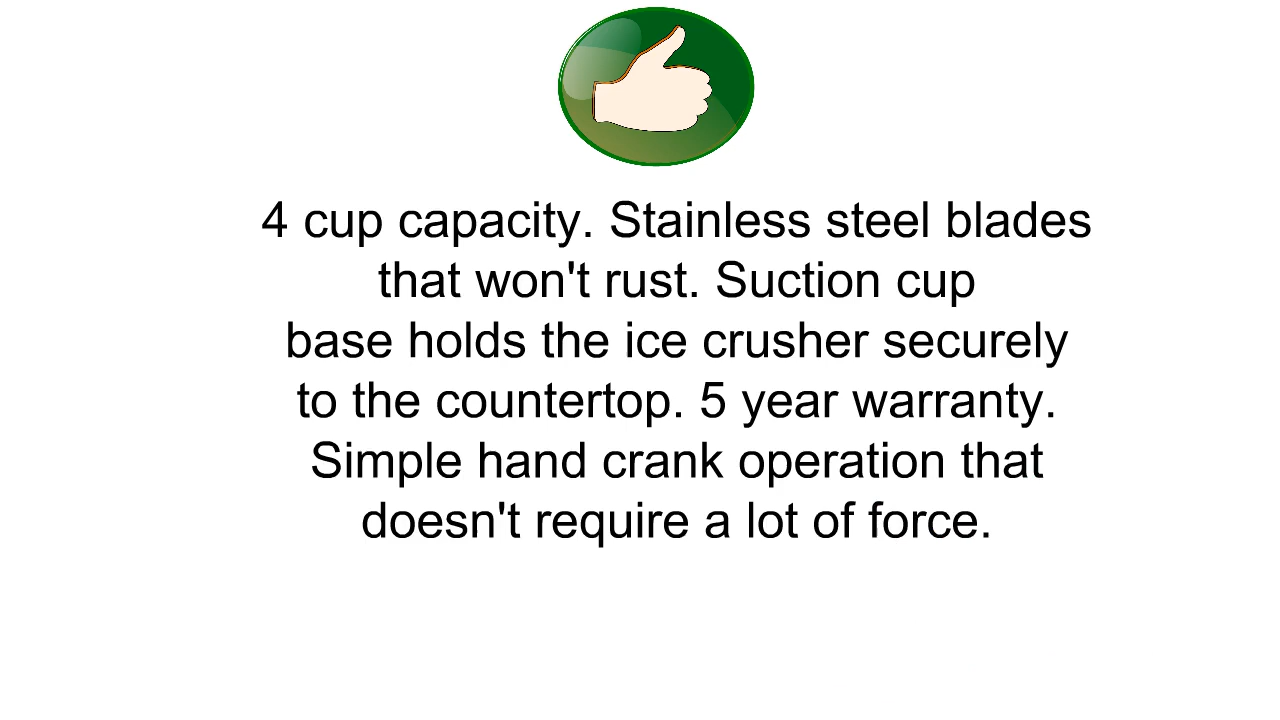 4 cup capacity. Stainless steel blades
that won't rust. Suction cup
base holds the ice crusher securely
to the countertop. 5 year warranty.
Simple hand crank operation that
doesn't require a lot of force.